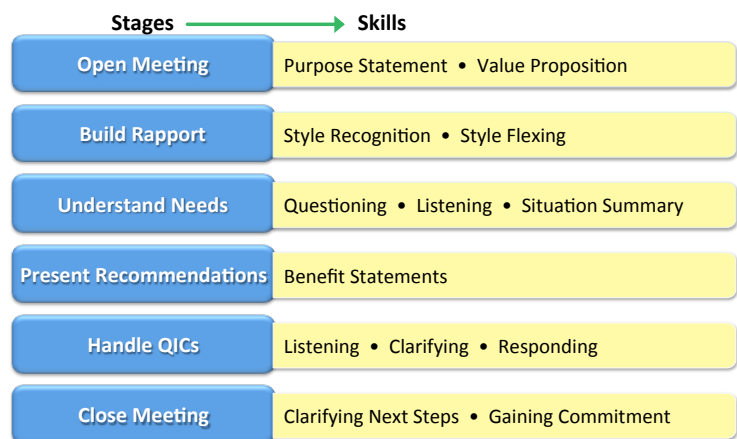 Stages Skills
Open Meeting Purpose Statement • Value Proposition
Build Rapport Style Recognition • Style Flexing
Understand Needs Questioning • Listening • Situation Summary
Present Recommendations Benefit Statements
Handle QICs Listening • Clarifying • Responding
Close Meeting Clarifying Next Steps • Gaining Commitment